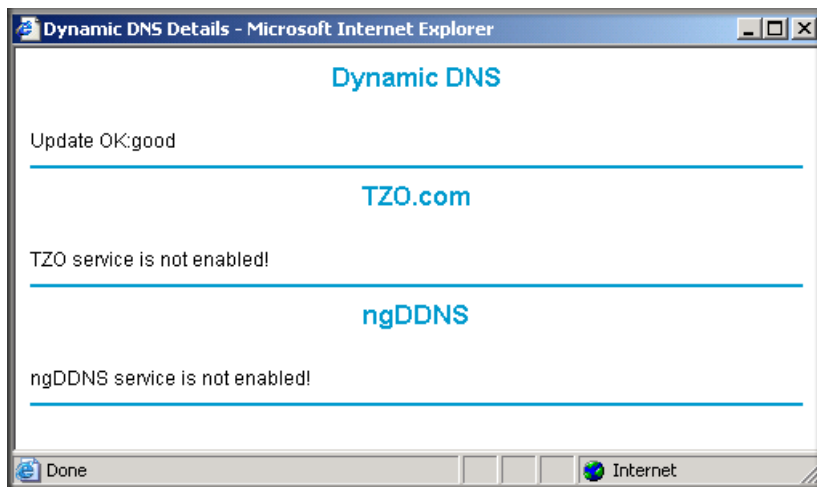 Dynamic DNS Details - Microsoft Internet Explorer
Dynamic DNS
Update OK:good
TZO.com
TZO service is not enabled!
ngDDNS
ngDDNS service is not enabled!
Done
Internet